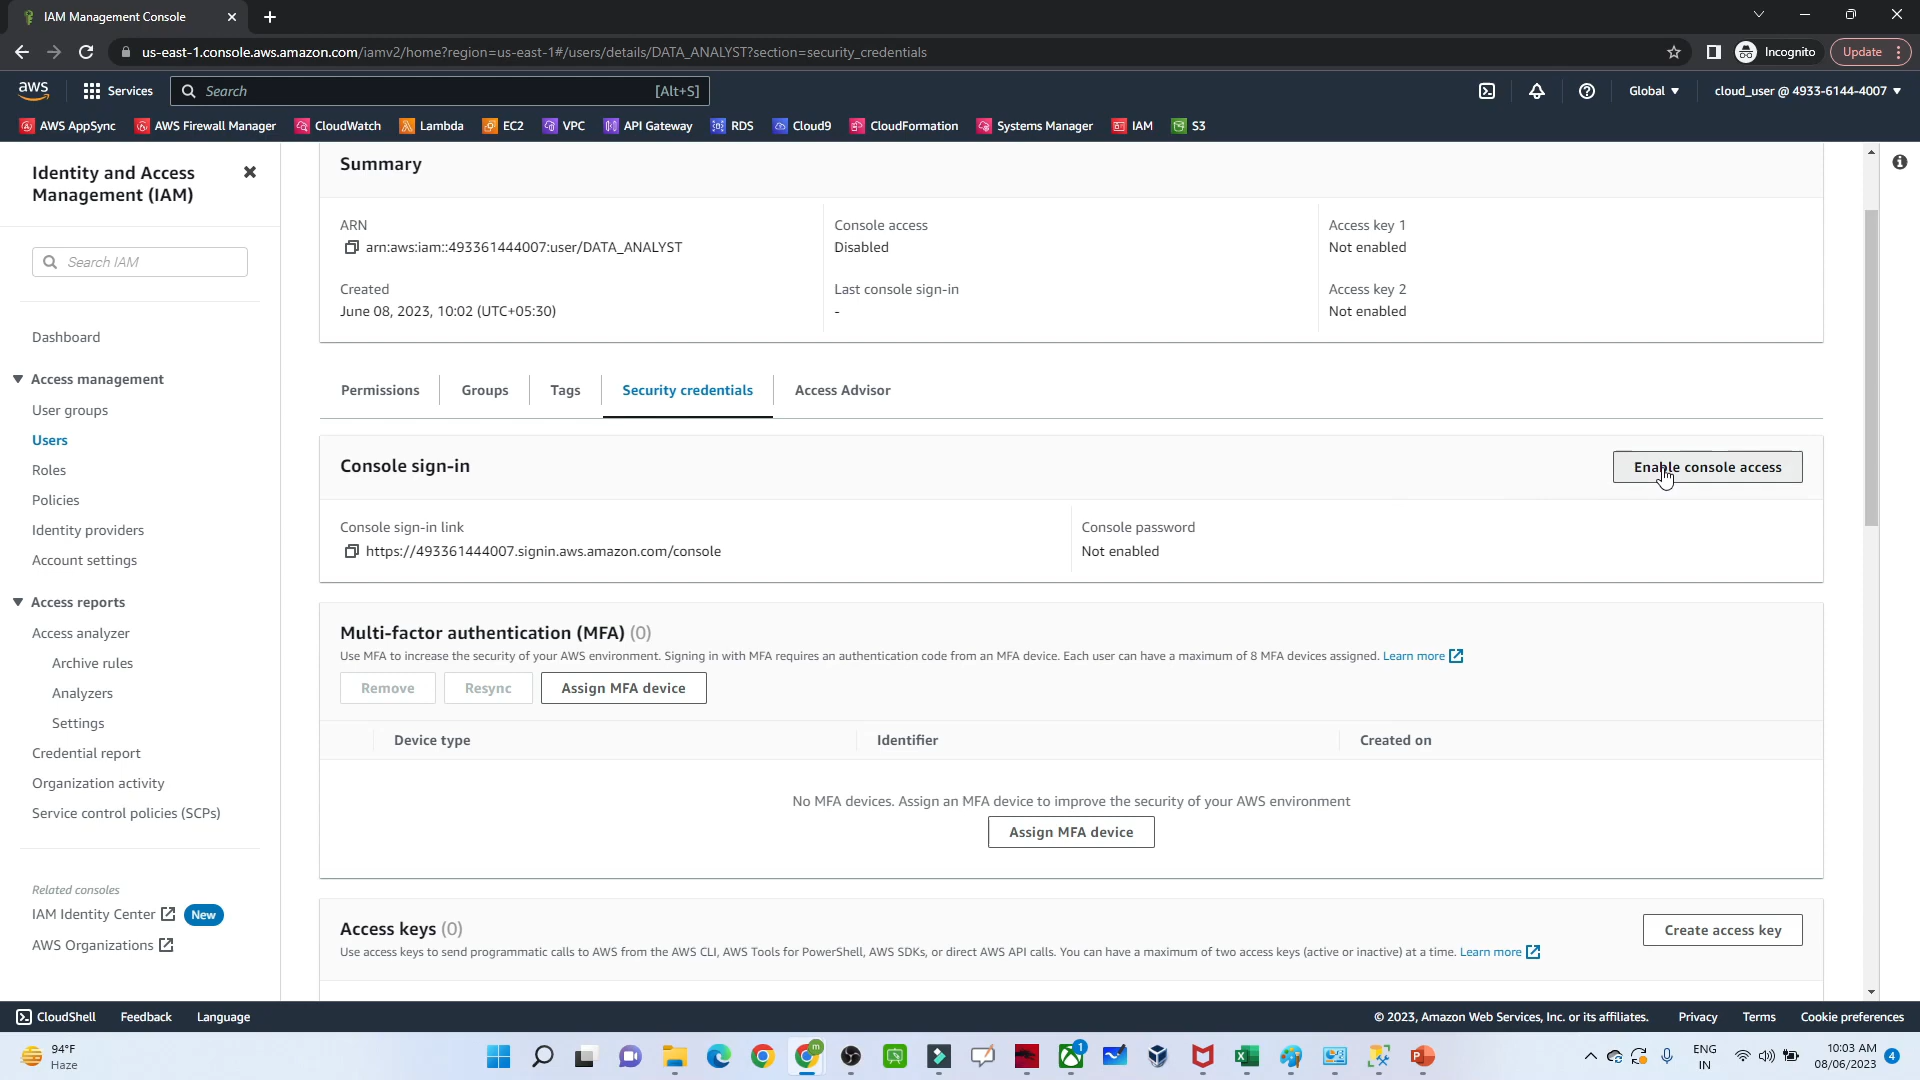 IAM Management Console
us-east-1.console.aws.amazon.com/iamv2/home?region=us-east-1#/users/details/DATA_ANALYST?section=security_credentials
Incognito
Update
aws
Services
Search
[Alt+S]
Global
cloud_user @ 4933-6144-4007
AWS AppSync
AWS Firewall Manager
CloudWatch
Lambda
EC2
VPC
API Gateway
RDS
Cloud9
CloudFormation
Systems Manager
IAM
S3
Identity and Access
Management (IAM)
Search IAM
Dashboard
Access management
User groups
Users
Roles
Policies
Identity providers
Account settings
Access reports
Access analyzer
Archive rules
Analyzers
Settings
Credential report
Organization activity
Service control policies (SCPs)
Related consoles
IAM Identity Center
New
AWS Organizations
Summary
ARN
arn:aws:iam::493361444007:user/DATA_ANALYST
Console access
Disabled
Access key 1
Not enabled
Created
June 08, 2023, 10:02 (UTC+05:30)
Last console sign-in
-
Access key 2
Not enabled
Permissions
Groups
Tags
Security credentials
Access Advisor
Console sign-in
Enable console access
Console sign-in link
https://493361444007.signin.aws.amazon.com/console
Console password
Not enabled
Multi-factor authentication (MFA) (0)
Use MFA to increase the security of your AWS environment. Signing in with MFA requires an authentication code from an MFA device. Each user can have a maximum of 8 MFA devices assigned. Learn more
Remove
Resync
Assign MFA device
Device type
Identifier
Created on
No MFA devices. Assign an MFA device to improve the security of your AWS environment
Assign MFA device
Access keys (0)
Create access key
Use access keys to send programmatic calls to AWS from the AWS CLI, AWS Tools for PowerShell, AWS SDKs, or direct AWS API calls. You can have a maximum of two access keys (active or inactive) at a time. Learn more
CloudShell
Feedback
Language
© 2023, Amazon Web Services, Inc. or its affiliates.
Privacy
Terms
Cookie preferences
94°F
Haze
m
1
ENG
IN
10:03 AM
08/06/2023
4